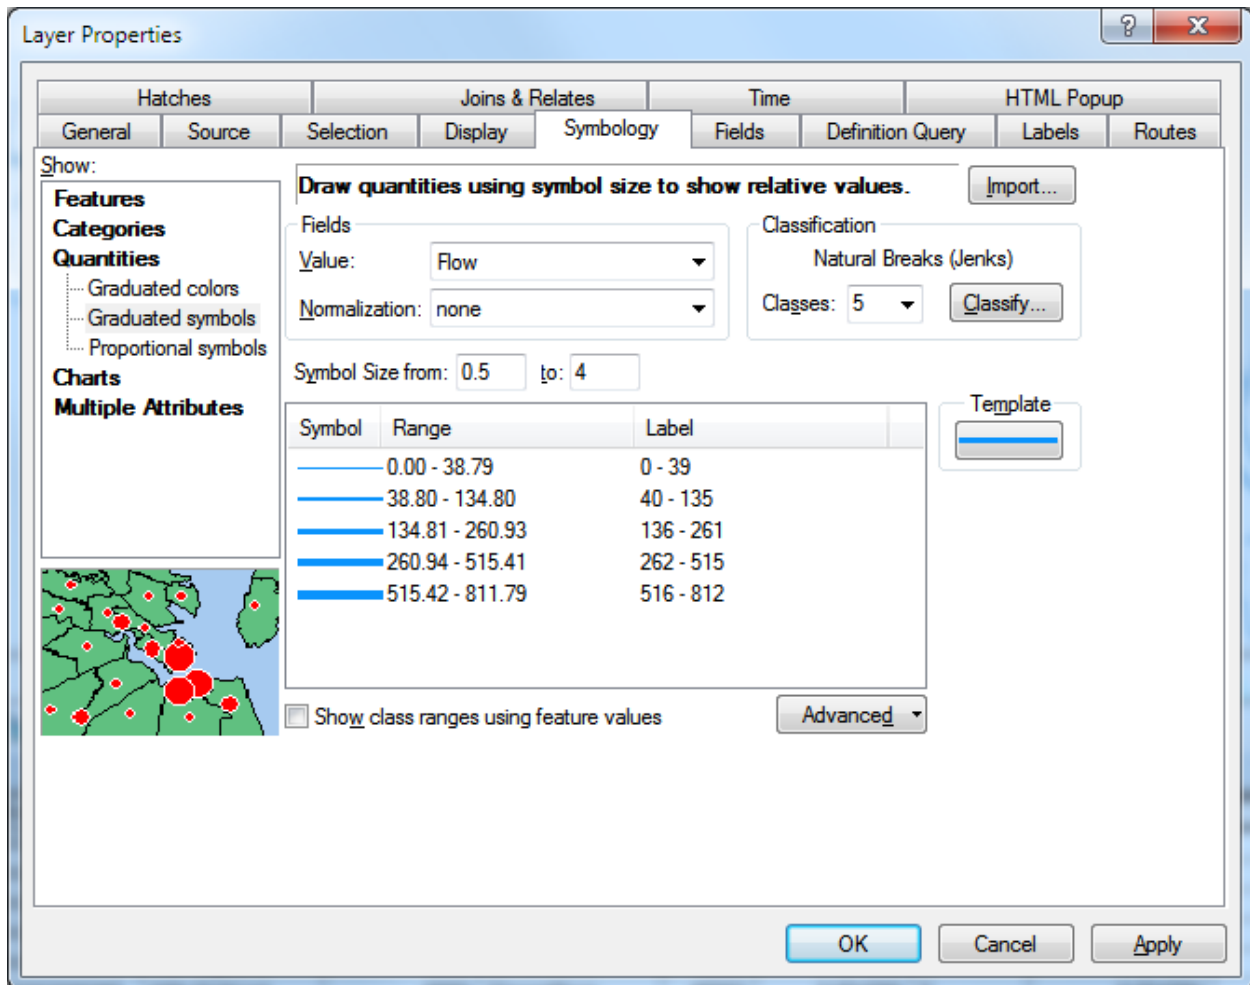 Layer Properties
?
X
Hatches Joins & Relates Time HTML Popup
General Source Selection Display Symbology Fields Definition Query Labels Routes
Show:
Features
Categories
Quantities
Graduated colors
Graduated symbols
Proportional symbols
Charts
Multiple Attributes
Draw quantities using symbol size to show relative values.
Import...
Fields
Value: Flow
Normalization: none
Classification
Natural Breaks (Jenks)
Classes: 5 Classify...
Symbol Size from: 0.5 to: 4
Symbol Range Label
0.00 - 38.79 0 - 39
38.80 - 134.80 40 - 135
134.81 - 260.93 136 - 261
260.94 - 515.41 262 - 515
515.42 - 811.79 516 - 812
Template
Show class ranges using feature values
Advanced
OK Cancel Apply